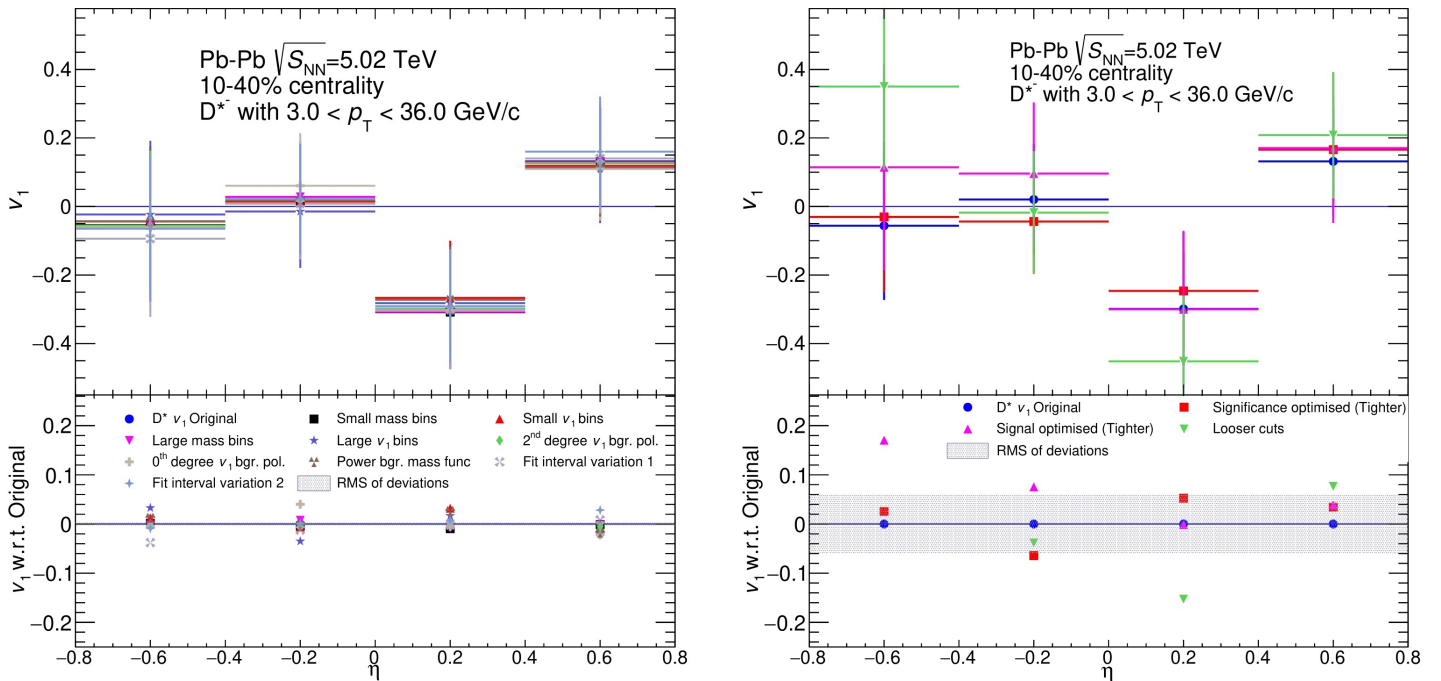 Pb-Pb √S_NN=5.02 TeV
10-40% centrality
D*⁻ with 3.0 < p_T < 36.0 GeV/c
v₁
0.4
0.2
0
−0.2
−0.4
D* v₁ Original
Small mass bins
Small v₁ bins
Large mass bins
Large v₁ bins
2nd degree v₁ bgr. pol.
0th degree v₁ bgr. pol.
Power bgr. mass func
Fit interval variation 1
Fit interval variation 2
RMS of deviations
v₁ w.r.t. Original
0.2
0.1
0
−0.1
−0.2
−0.8 −0.6 −0.4 −0.2 0 0.2 0.4 0.6 0.8
η
Pb-Pb √S_NN=5.02 TeV
10-40% centrality
D*⁻ with 3.0 < p_T < 36.0 GeV/c
v₁
0.4
0.2
0
−0.2
−0.4
D* v₁ Original
Significance optimised (Tighter)
Signal optimised (Tighter)
Looser cuts
RMS of deviations
v₁ w.r.t. Original
0.2
0.1
0
−0.1
−0.2
−0.8 −0.6 −0.4 −0.2 0 0.2 0.4 0.6 0.8
η